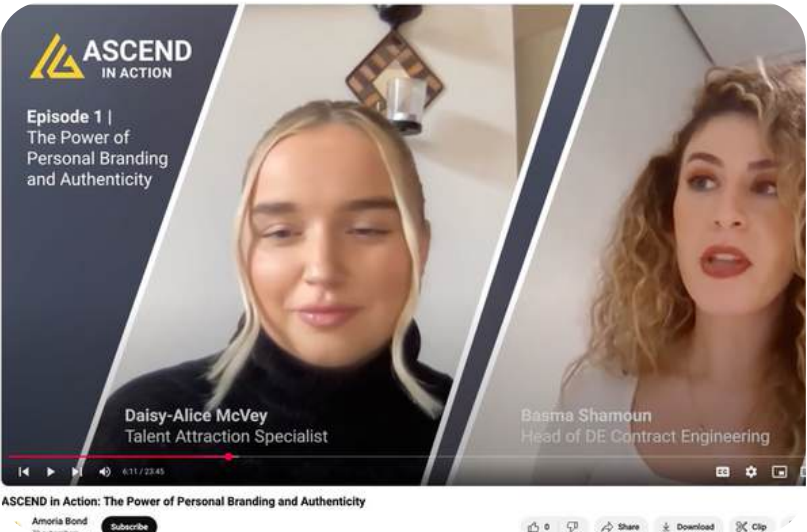 ASCEND
IN ACTION
Episode 1 |
The Power of
Personal Branding
and Authenticity
Daisy-Alice McVey
Talent Attraction Specialist
Basma Shamoun
Head of DE Contract Engineering
6:11 / 23:45
CC
ASCEND in Action: The Power of Personal Branding and Authenticity
Amoria Bond
Subscribe
0
Share
Download
Clip